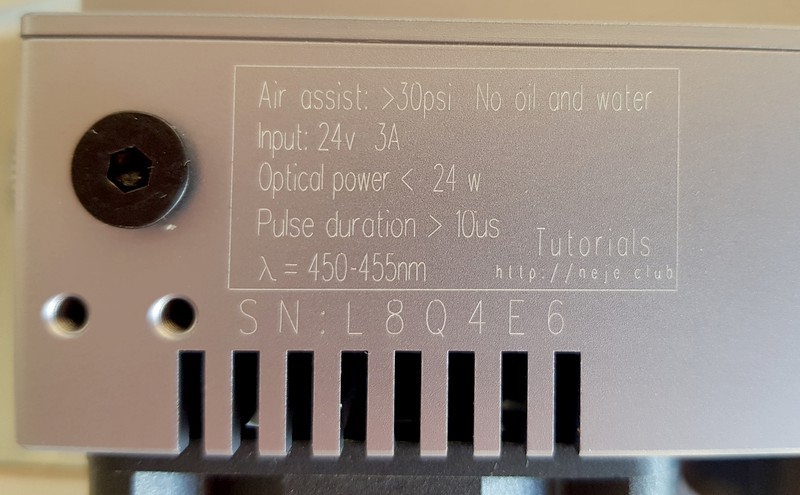 Air assist: >30psi No oil and water
Input: 24v 3A
Optical power < 24 w
Pulse duration > 10us
λ = 450-455nm
Tutorials
http://neje.club
SN:L8Q4E6